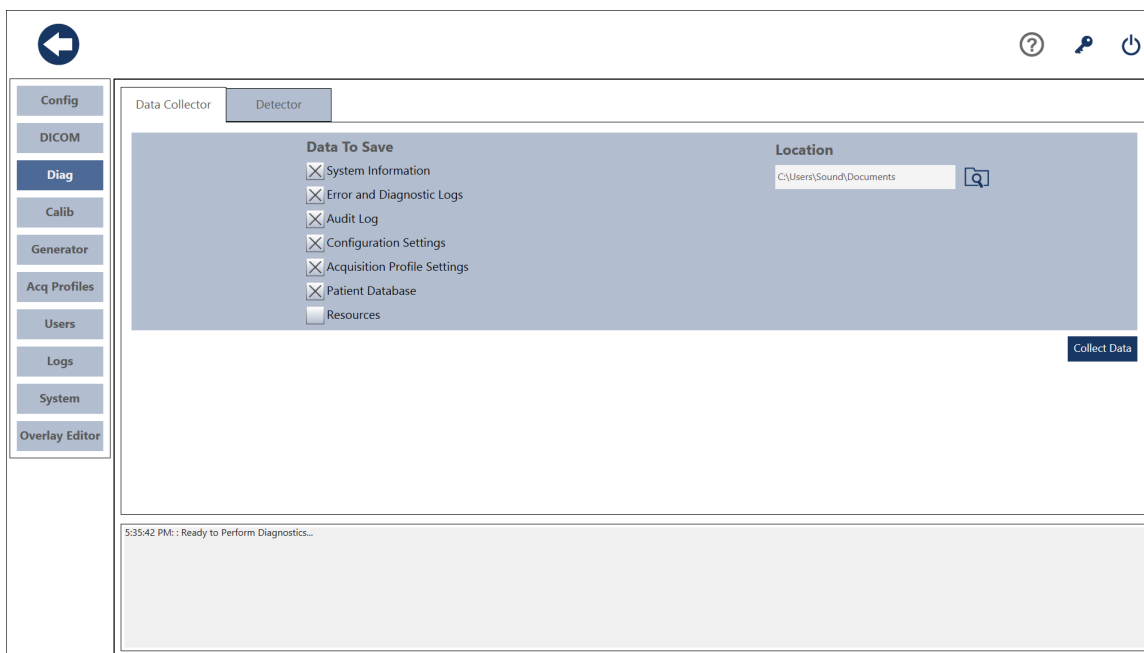 ?
Config
DICOM
Diag
Calib
Generator
Acq Profiles
Users
Logs
System
Overlay Editor
Data Collector
Detector
Data To Save
System Information
Error and Diagnostic Logs
Audit Log
Configuration Settings
Acquisition Profile Settings
Patient Database
Resources
Location
C:\Users\Sound\Documents
Collect Data
5:35:42 PM: : Ready to Perform Diagnostics...